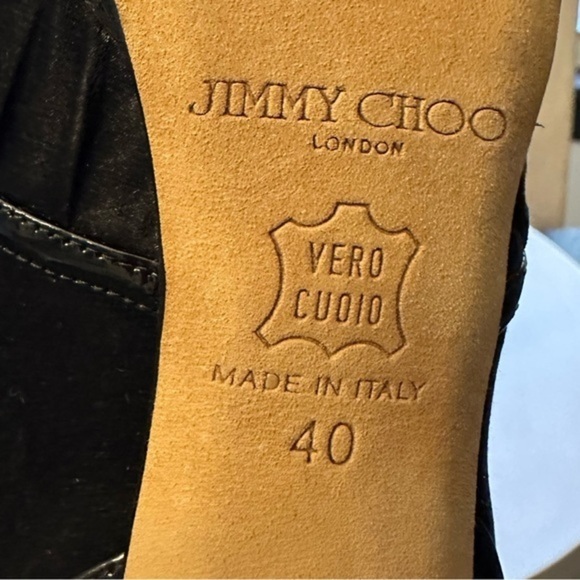 JIMMY CHOO
LONDON
VERO
CUOIO
MADE IN ITALY
40